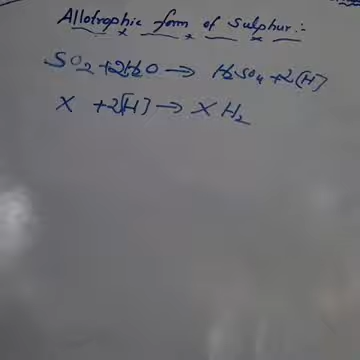 Allotrophic form of Sulphur:-
SO2 + 2H2O → H2SO4 + 2[H]
X + 2[H] → XH2